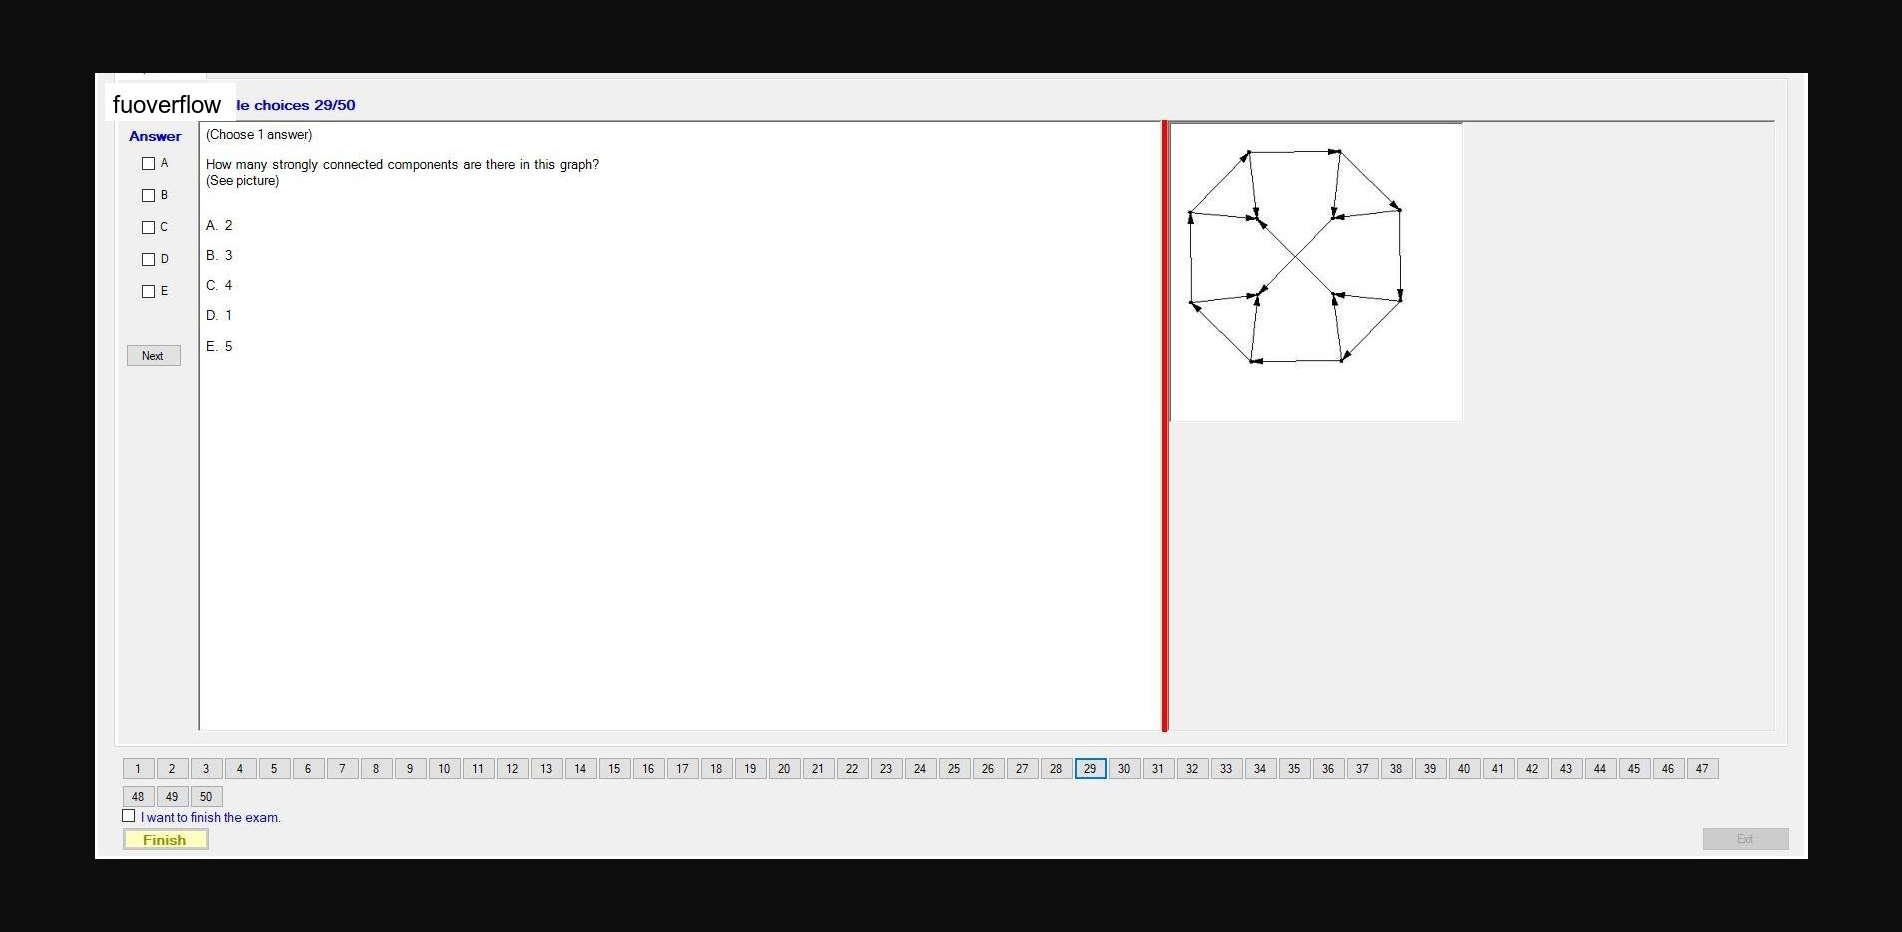 fuoverflow
le choices 29/50
Answer
(Choose 1 answer)
A
How many strongly connected components are there in this graph?
(See picture)
B
C
A. 2
D
B. 3
E
C. 4
D. 1
E. 5
Next
1 2 3 4 5 6 7 8 9 10 11 12 13 14 15 16 17 18 19 20 21 22 23 24 25 26 27 28 29 30 31 32 33 34 35 36 37 38 39 40 41 42 43 44 45 46 47
48 49 50
I want to finish the exam.
Finish
Exit